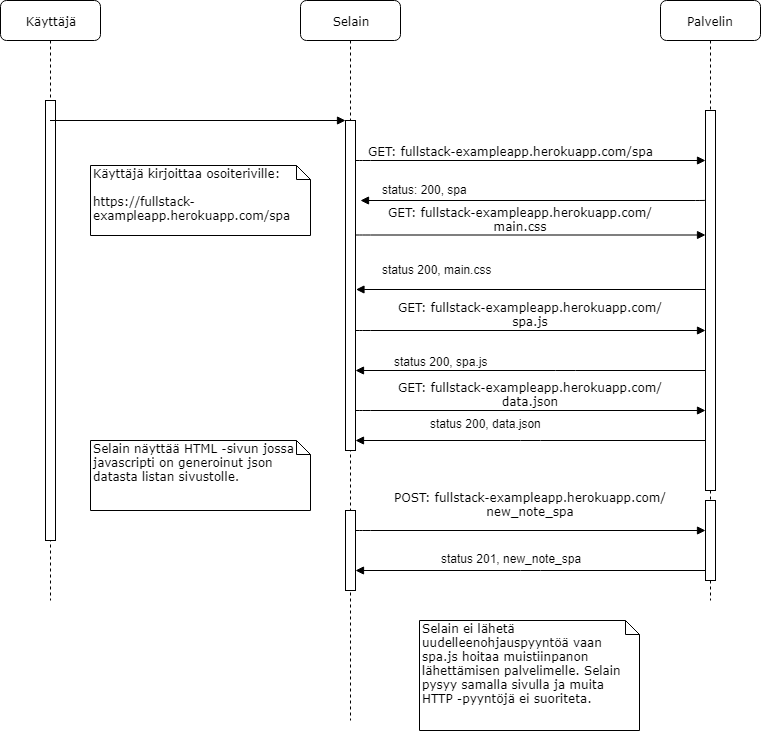 Käyttäjä
Selain
Palvelin
GET: fullstack-exampleapp.herokuapp.com/spa
Käyttäjä kirjoittaa osoiteriville:
https://fullstack-
exampleapp.herokuapp.com/spa
status: 200, spa
GET: fullstack-exampleapp.herokuapp.com/
main.css
status 200, main.css
GET: fullstack-exampleapp.herokuapp.com/
spa.js
status 200, spa.js
GET: fullstack-exampleapp.herokuapp.com/
data.json
status 200, data.json
Selain näyttää HTML -sivun jossa
javascripti on generoinut json
datasta listan sivustolle.
POST: fullstack-exampleapp.herokuapp.com/
new_note_spa
status 201, new_note_spa
Selain ei lähetä
uudelleenohjauspyyntöä vaan
spa.js hoitaa muistiinpanon
lähettämisen palvelimelle. Selain
pysyy samalla sivulla ja muita
HTTP -pyyntöjä ei suoriteta.